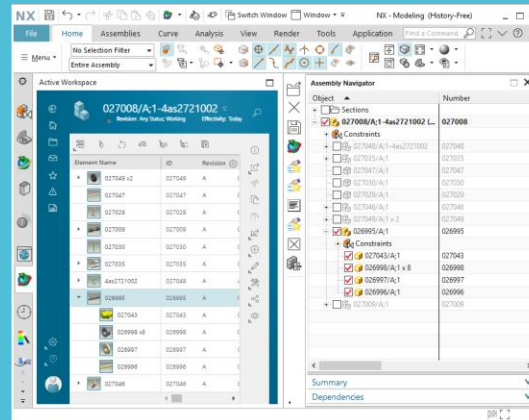 NX
Switch Window Window
NX - Modeling (History-Free)
File Home Assemblies Curve Analysis View Render Tools Application Find a Command
Menu No Selection Filter
Entire Assembly
Active Workspace
027008/A;1-4as2721002
Revision: Any Status; Working Effectivity: Today
Element Name ID Revision
027049 x2 027049 A
027047 027047 A
027029 027029 A
027009 027009 A
027030 027030 A
027035 027035 A
4as2721002 027048 A
026995 026995 A
027043 027043 A
026998 x8 026998 A
026997 026997 A
026996 026996 A
027046 027046 A
Assembly Navigator
Object Number
Sections
027008/A;1-4as2721002 (... 027008
Constraints
027048/A;1-4as2721002 027048
027035/A;1 027035
027047/A;1 027047
027030/A;1 027030
027029/A;1 027029
027046/A;1 027046
027049/A;1 x 2 027049
026995/A;1 026995
Constraints
027043/A;1 027043
026998/A;1 x 8 026998
026997/A;1 026997
026996/A;1 026996
027009/A;1 027009
Summary
Dependencies